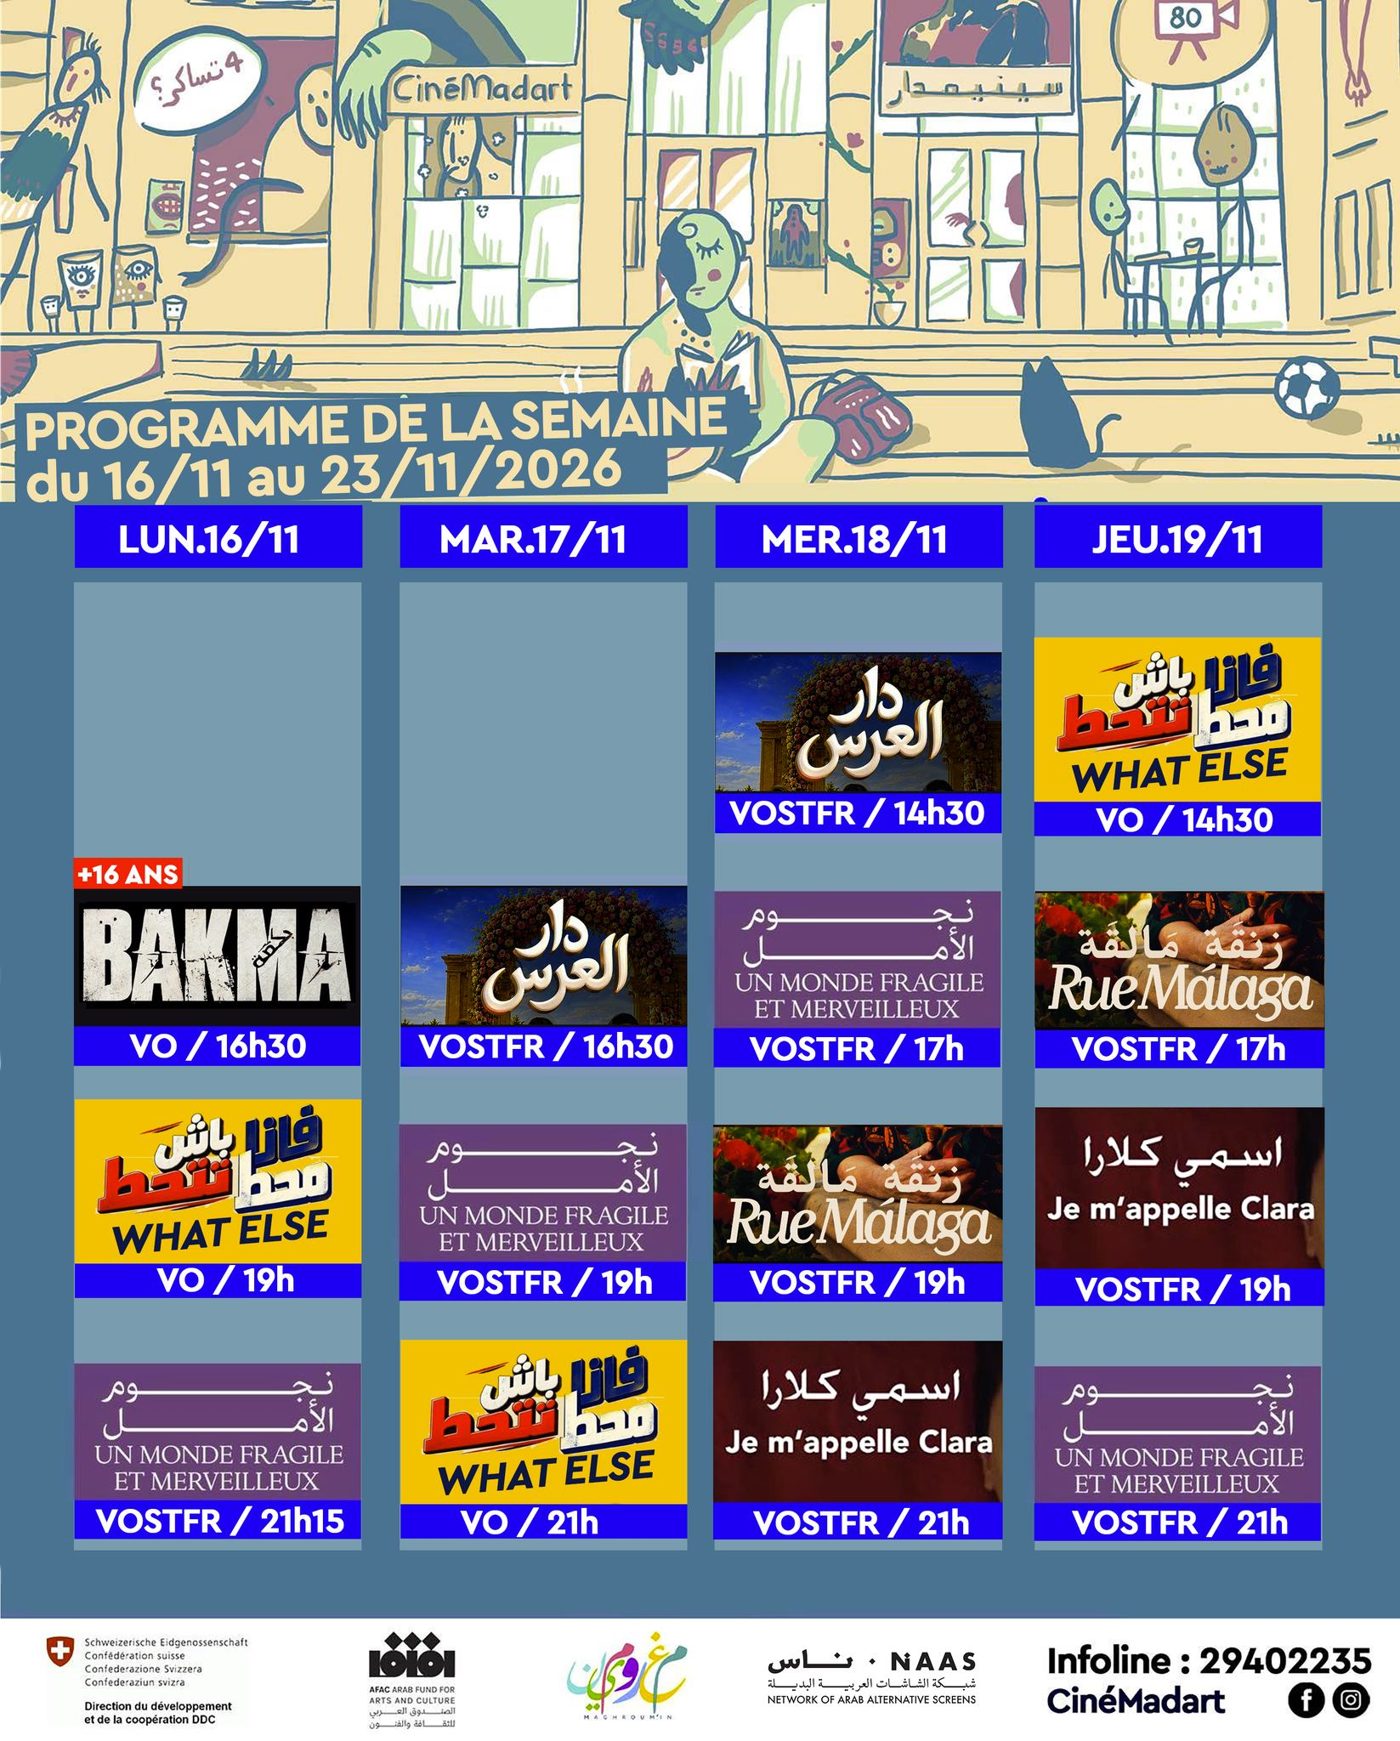 4 تساكر؟
CinéMadart
سينيمدار
80
PROGRAMME DE LA SEMAINE
du 16/11 au 23/11/2026
LUN.16/11
+16 ANS
BAKMA
VO / 16h30
فانا باش
محط تتحط
WHAT ELSE
VO / 19h
نجوم
الأمل
UN MONDE FRAGILE
ET MERVEILLEUX
VOSTFR / 21h15
MAR.17/11
دار
العرس
VOSTFR / 16h30
نجوم
الأمل
UN MONDE FRAGILE
ET MERVEILLEUX
VOSTFR / 19h
فانا باش
محط تتحط
WHAT ELSE
VO / 21h
MER.18/11
دار
العرس
VOSTFR / 14h30
نجوم
الأمل
UN MONDE FRAGILE
ET MERVEILLEUX
VOSTFR / 17h
زنقة مالقة
Rue Málaga
VOSTFR / 19h
اسمي كلارا
Je m'appelle Clara
VOSTFR / 21h
JEU.19/11
فانا باش
محط تتحط
WHAT ELSE
VO / 14h30
زنقة مالقة
Rue Málaga
VOSTFR / 17h
اسمي كلارا
Je m'appelle Clara
VOSTFR / 19h
نجوم
الأمل
UN MONDE FRAGILE
ET MERVEILLEUX
VOSTFR / 21h
Schweizerische Eidgenossenschaft
Confédération suisse
Confederazione Svizzera
Confederaziun svizra
Direction du développement
et de la coopération DDC
AFAC ARAB FUND FOR
ARTS AND CULTURE
الصندوق العربي
للثقافة والفنون
مغرومين
MAGHROUM'IN
ناس · NAAS
شبكة الشاشات العربية البديلة
NETWORK OF ARAB ALTERNATIVE SCREENS
Infoline : 29402235
CinéMadart